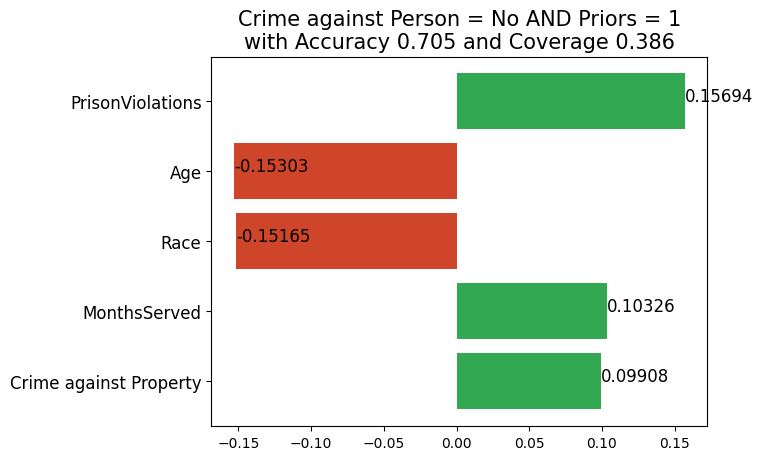 Crime against Person = No AND Priors = 1
with Accuracy 0.705 and Coverage 0.386
PrisonViolations
0.15694
Age
-0.15303
Race
-0.15165
MonthsServed
0.10326
Crime against Property
0.09908
−0.15 −0.10 −0.05 0.00 0.05 0.10 0.15